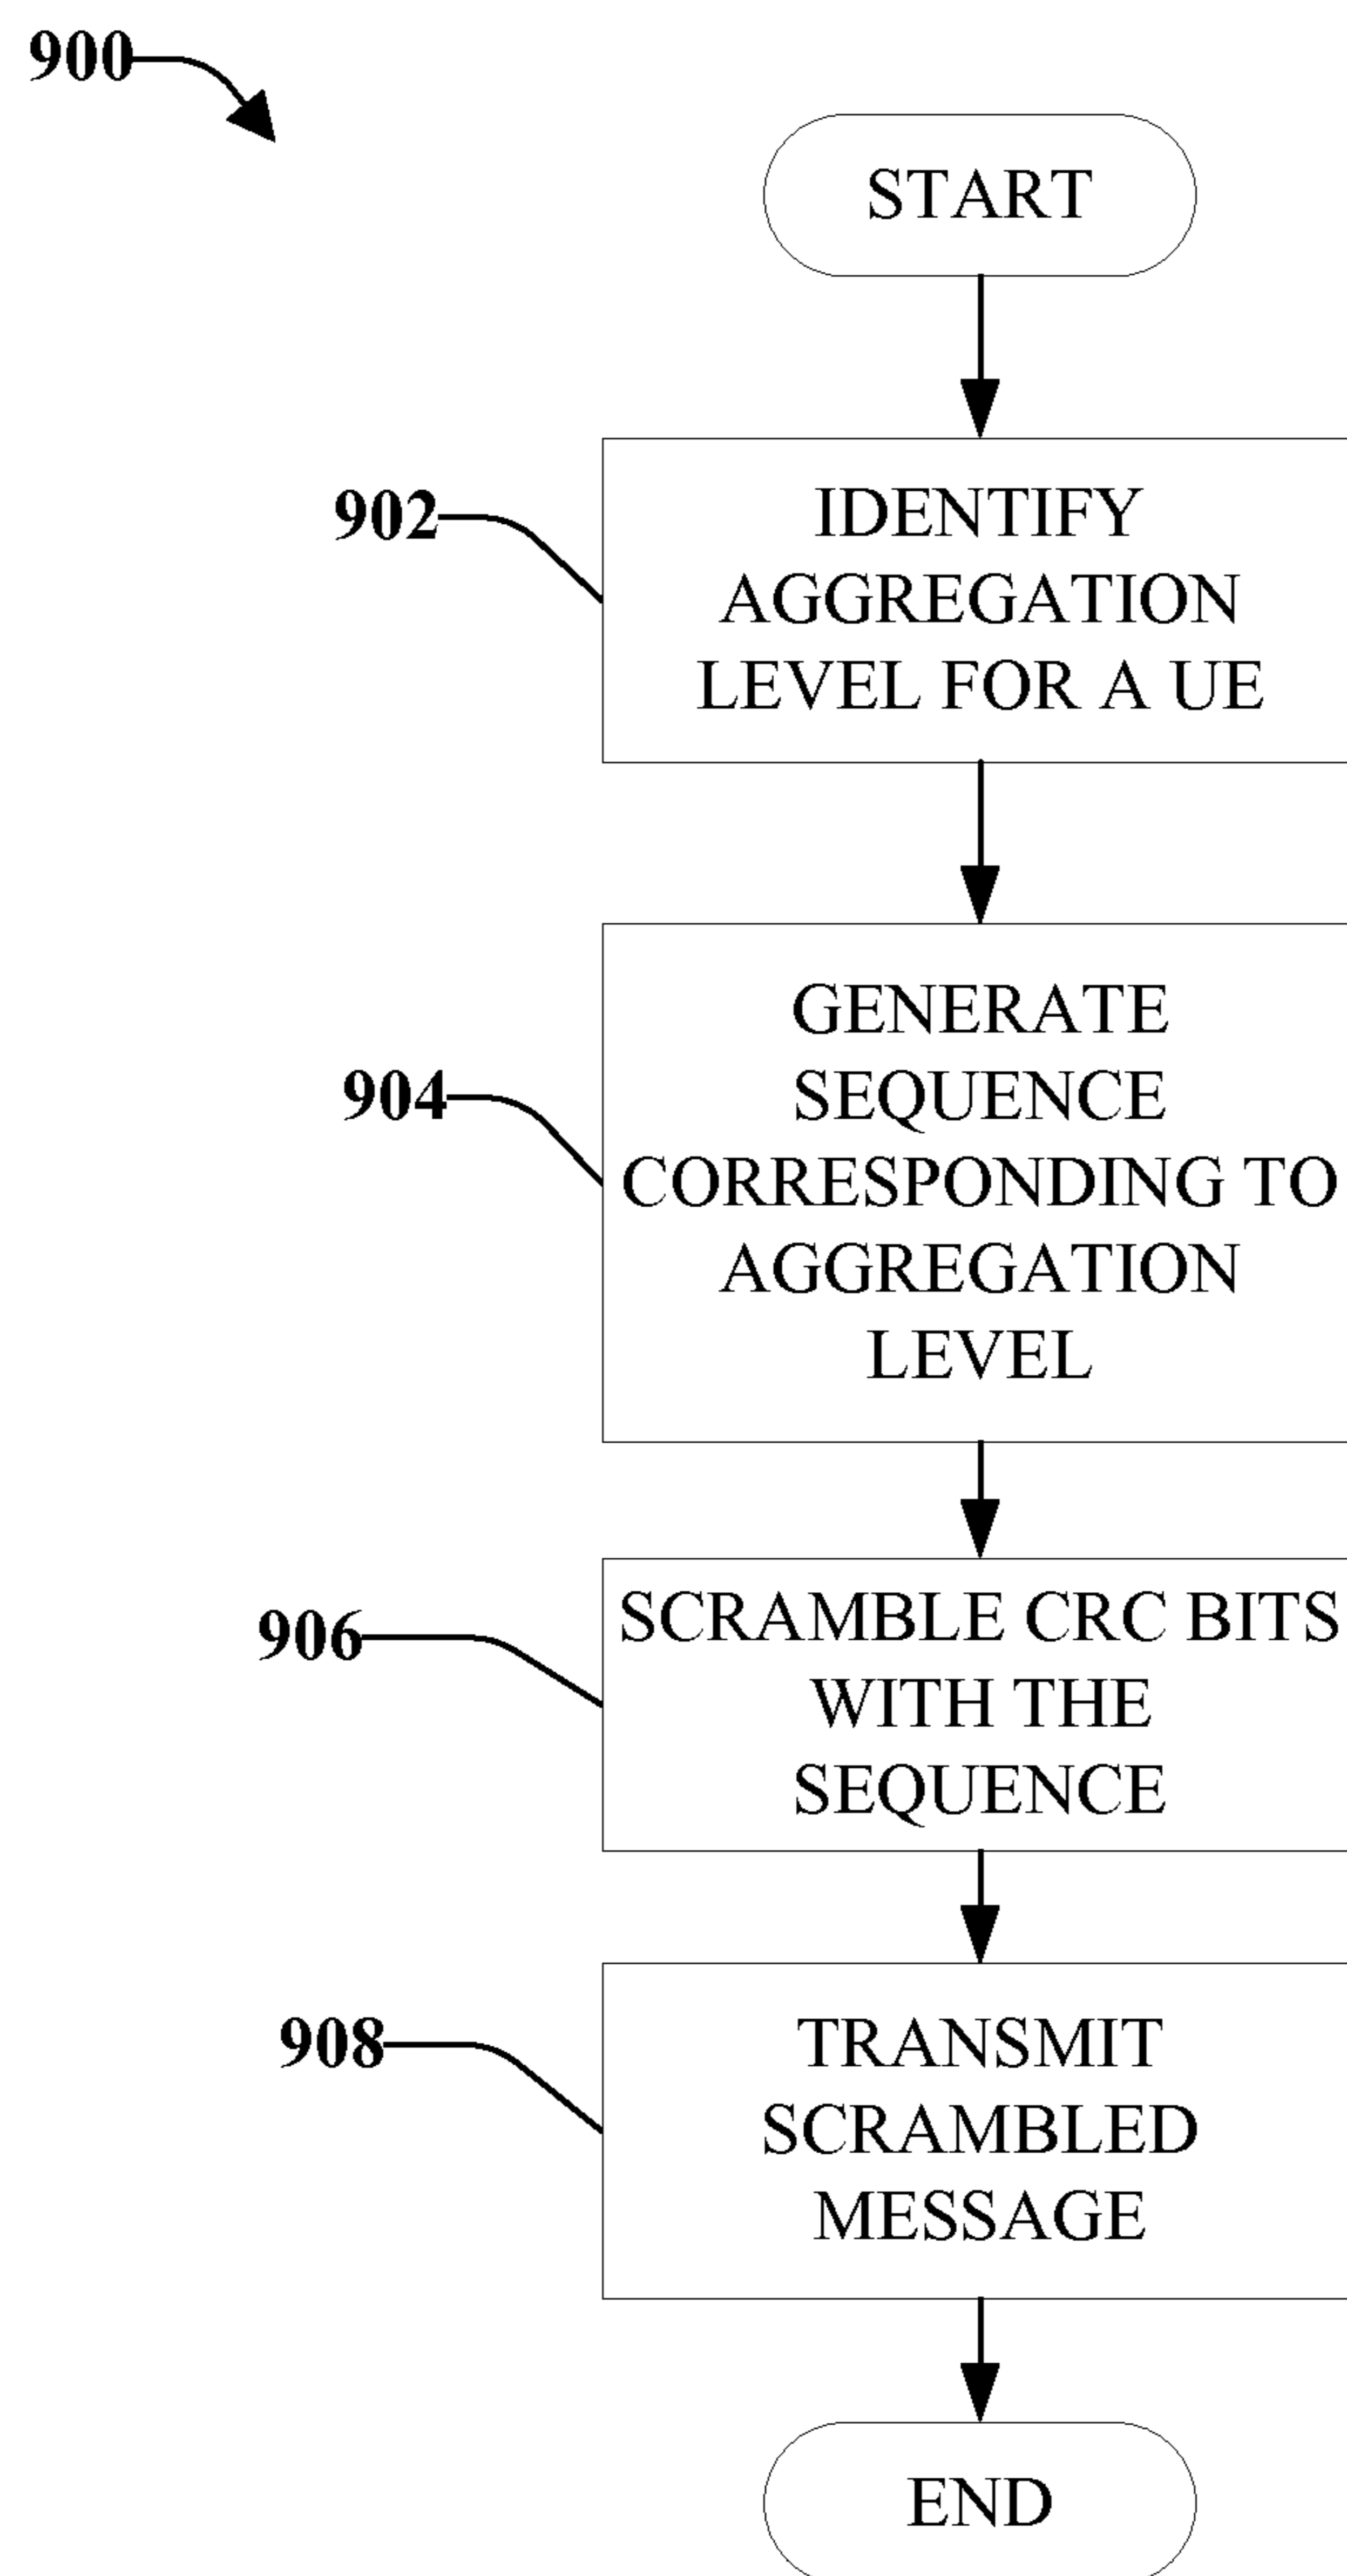 900
START
902
IDENTIFY
AGGREGATION
LEVEL FOR A UE
904
GENERATE
SEQUENCE
CORRESPONDING TO
AGGREGATION
LEVEL
906
SCRAMBLE CRC BITS
WITH THE
SEQUENCE
908
TRANSMIT
SCRAMBLED
MESSAGE
END